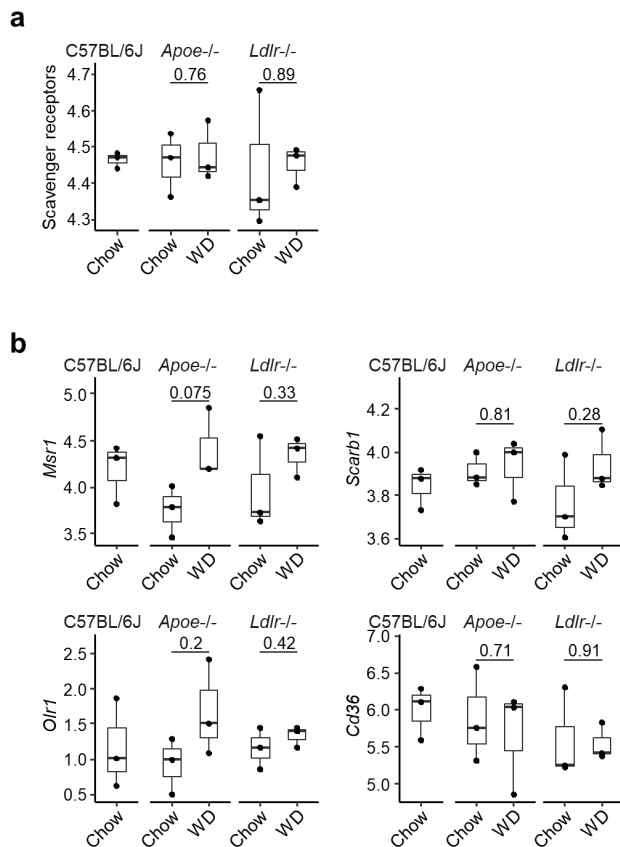 a
C57BL/6J Apoe-/- Ldlr-/-
Scavenger receptors
4.7
4.6
4.5
4.4
4.3
0.76 0.89
Chow Chow WD Chow WD
b
C57BL/6J Apoe-/- Ldlr-/-
Msr1
5.0
4.5
4.0
3.5
0.075 0.33
Chow Chow WD Chow WD
C57BL/6J Apoe-/- Ldlr-/-
Scarb1
4.2
4.0
3.8
3.6
0.81 0.28
Chow Chow WD Chow WD
C57BL/6J Apoe-/- Ldlr-/-
Olr1
2.5
2.0
1.5
1.0
0.5
0.2 0.42
Chow Chow WD Chow WD
C57BL/6J Apoe-/- Ldlr-/-
Cd36
7.0
6.5
6.0
5.5
5.0
0.71 0.91
Chow Chow WD Chow WD